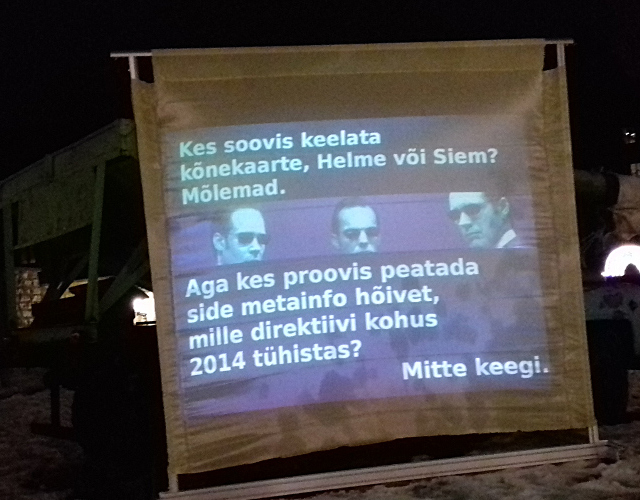 Kes soovis keelata
kõnekaarte, Helme või Siem?
Mõlemad.
Aga kes proovis peatada
side metainfo hõivet,
mille direktiivi kohus
2014 tühistas?
Mitte keegi.